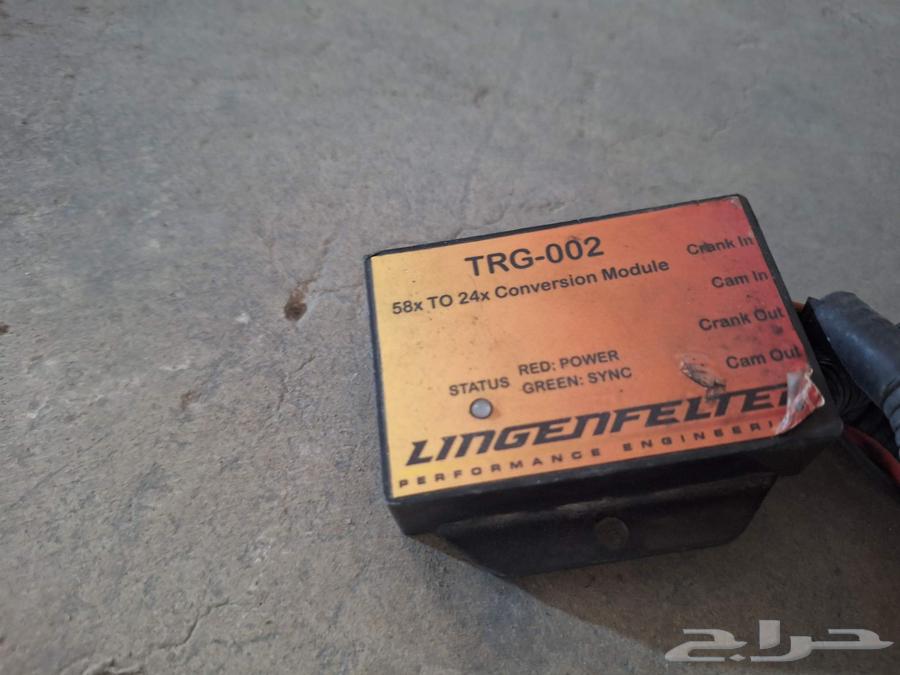 TRG-002
58x TO 24x Conversion Module
Crank In
Cam In
Crank Out
Cam Out
STATUS
RED: POWER
GREEN: SYNC
LINGENFELTER
PERFORMANCE ENGINEERING
حراج